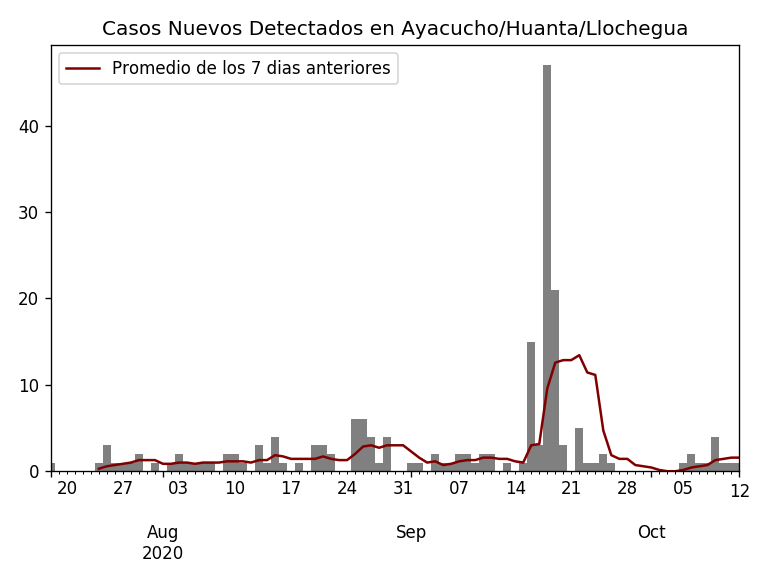 Casos Nuevos Detectados en Ayacucho/Huanta/Llochegua
Promedio de los 7 dias anteriores
40
30
20
10
0
20 27 03 10 17 24 31 07 14 21 28 05 12
Aug Sep Oct
2020